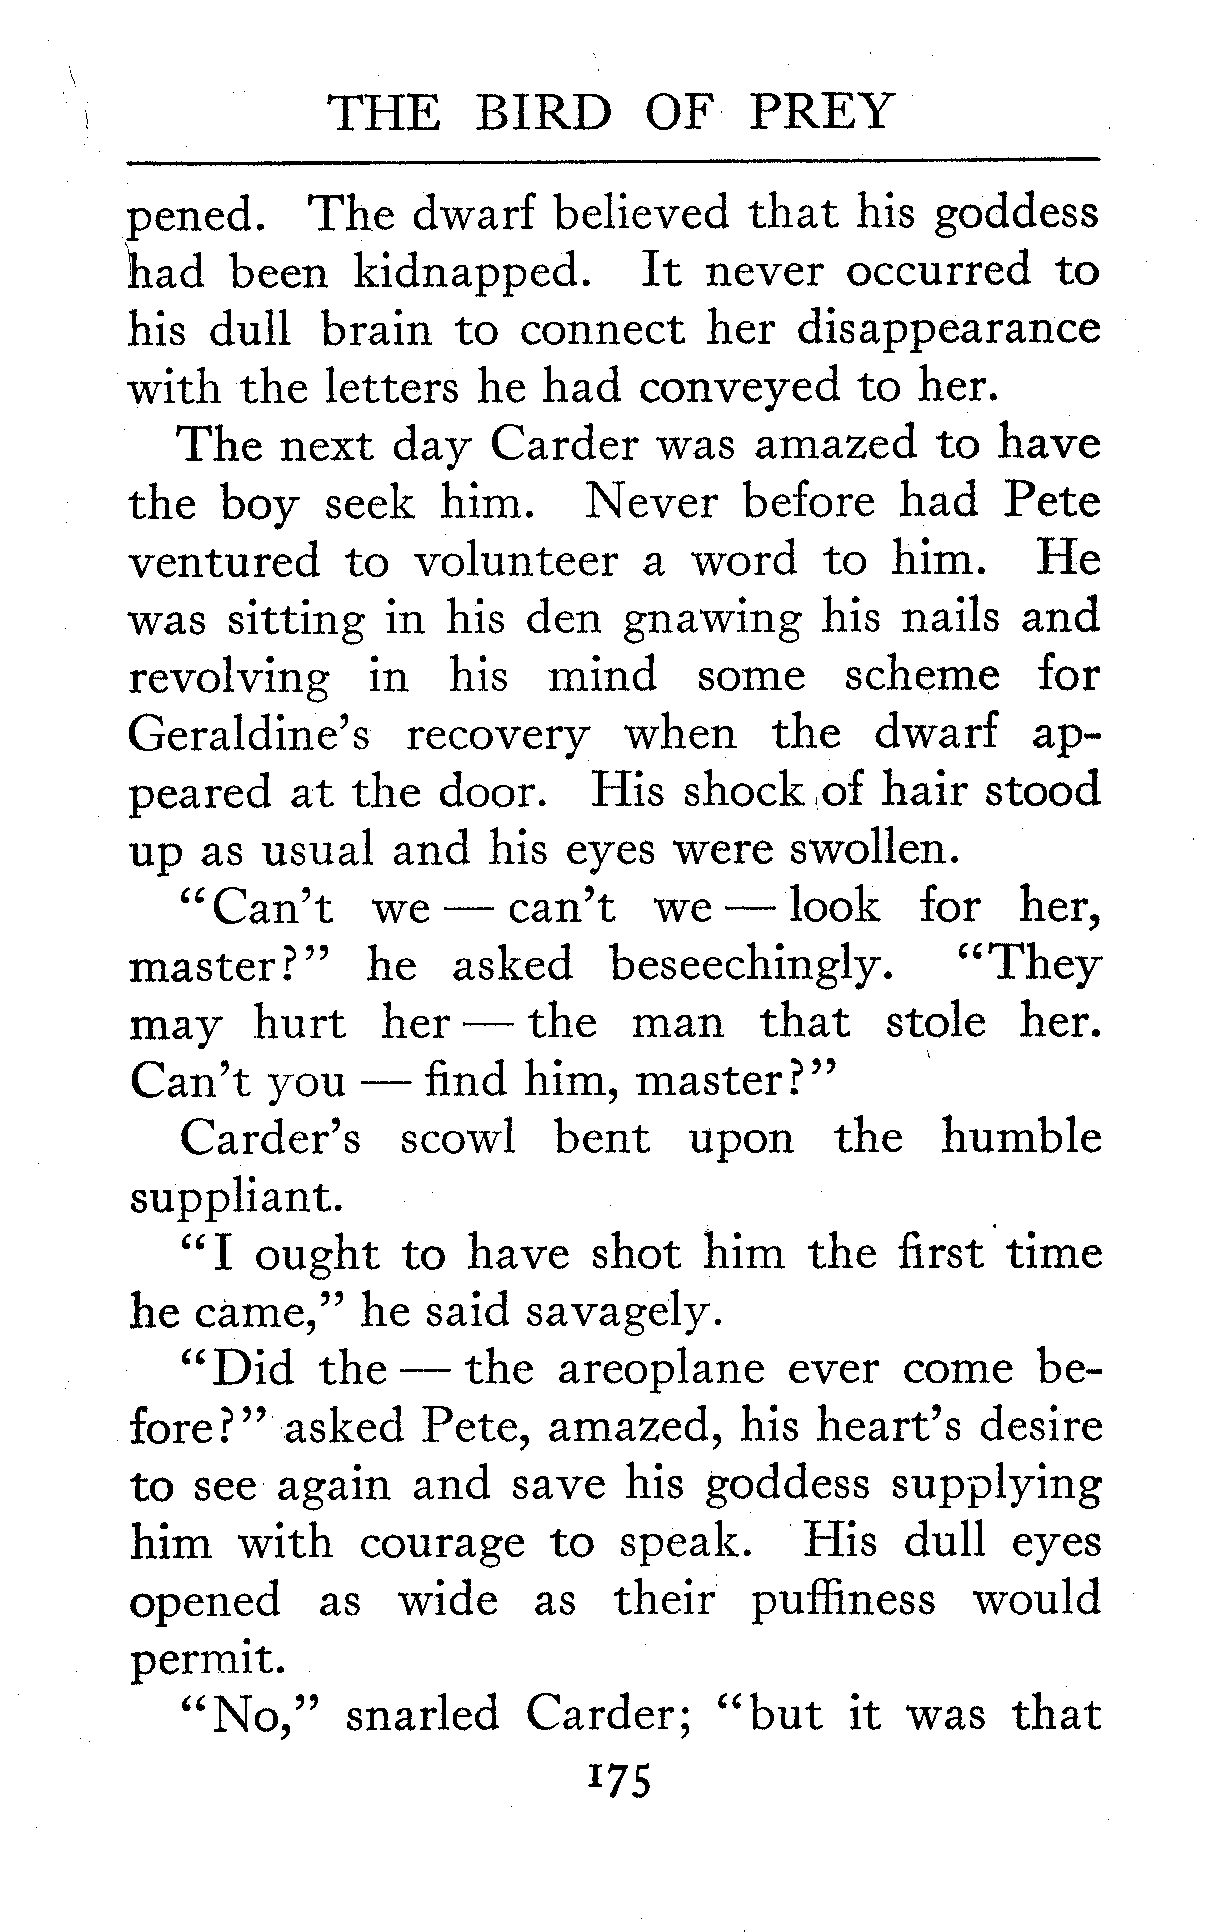 THE BIRD OF PREY
pened. The dwarf believed that his goddess
had been kidnapped. It never occurred to
his dull brain to connect her disappearance
with the letters he had conveyed to her.
The next day Carder was amazed to have
the boy seek him. Never before had Pete
ventured to volunteer a word to him. He
was sitting in his den gnawing his nails and
revolving in his mind some scheme for
Geraldine's recovery when the dwarf ap-
peared at the door. His shock of hair stood
up as usual and his eyes were swollen.
"Can't we — can't we — look for her,
master?" he asked beseechingly. "They
may hurt her — the man that stole her.
Can't you — find him, master?"
Carder's scowl bent upon the humble
suppliant.
"I ought to have shot him the first time
he came," he said savagely.
"Did the — the areoplane ever come be-
fore?" asked Pete, amazed, his heart's desire
to see again and save his goddess supplying
him with courage to speak. His dull eyes
opened as wide as their puffiness would
permit.
"No," snarled Carder; "but it was that
175